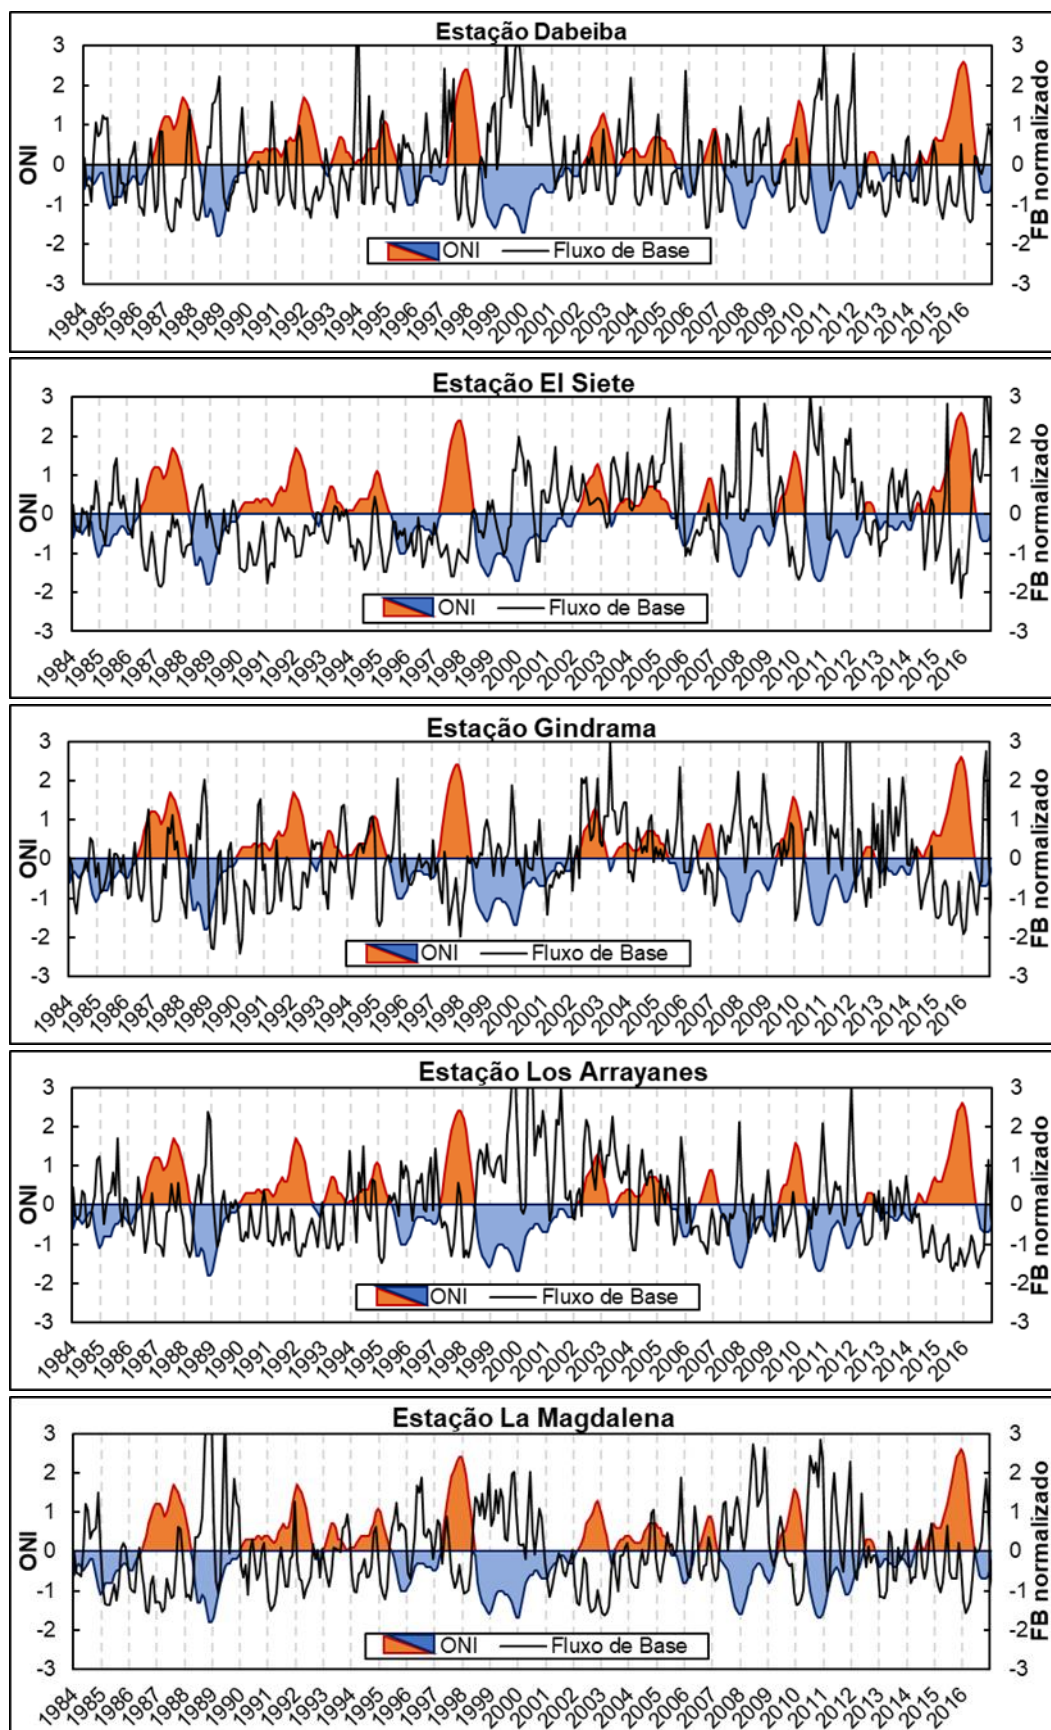 Estação Dabeiba
3 3
2 2
1 1
0 0
-1 -1
-2 -2
-3 -3
ONI
FB normalizado
ONI Fluxo de Base
1984 1985 1986 1987 1988 1989 1990 1991 1992 1993 1994 1995 1996 1997 1998 1999 2000 2001 2002 2003 2004 2005 2006 2007 2008 2009 2010 2011 2012 2013 2014 2015 2016
Estação El Siete
3 3
2 2
1 1
0 0
-1 -1
-2 -2
-3 -3
ONI
FB normalizado
ONI Fluxo de Base
1984 1985 1986 1987 1988 1989 1990 1991 1992 1993 1994 1995 1996 1997 1998 1999 2000 2001 2002 2003 2004 2005 2006 2007 2008 2009 2010 2011 2012 2013 2014 2015 2016
Estação Gindrama
3 3
2 2
1 1
0 0
-1 -1
-2 -2
-3 -3
ONI
FB normalizado
ONI Fluxo de Base
1984 1985 1986 1987 1988 1989 1990 1991 1992 1993 1994 1995 1996 1997 1998 1999 2000 2001 2002 2003 2004 2005 2006 2007 2008 2009 2010 2011 2012 2013 2014 2015 2016
Estação Los Arrayanes
3 3
2 2
1 1
0 0
-1 -1
-2 -2
-3 -3
ONI
FB normalizado
ONI Fluxo de Base
1984 1985 1986 1987 1988 1989 1990 1991 1992 1993 1994 1995 1996 1997 1998 1999 2000 2001 2002 2003 2004 2005 2006 2007 2008 2009 2010 2011 2012 2013 2014 2015 2016
Estação La Magdalena
3 3
2 2
1 1
0 0
-1 -1
-2 -2
-3 -3
ONI
FB normalizado
ONI Fluxo de Base
1984 1985 1986 1987 1988 1989 1990 1991 1992 1993 1994 1995 1996 1997 1998 1999 2000 2001 2002 2003 2004 2005 2006 2007 2008 2009 2010 2011 2012 2013 2014 2015 2016